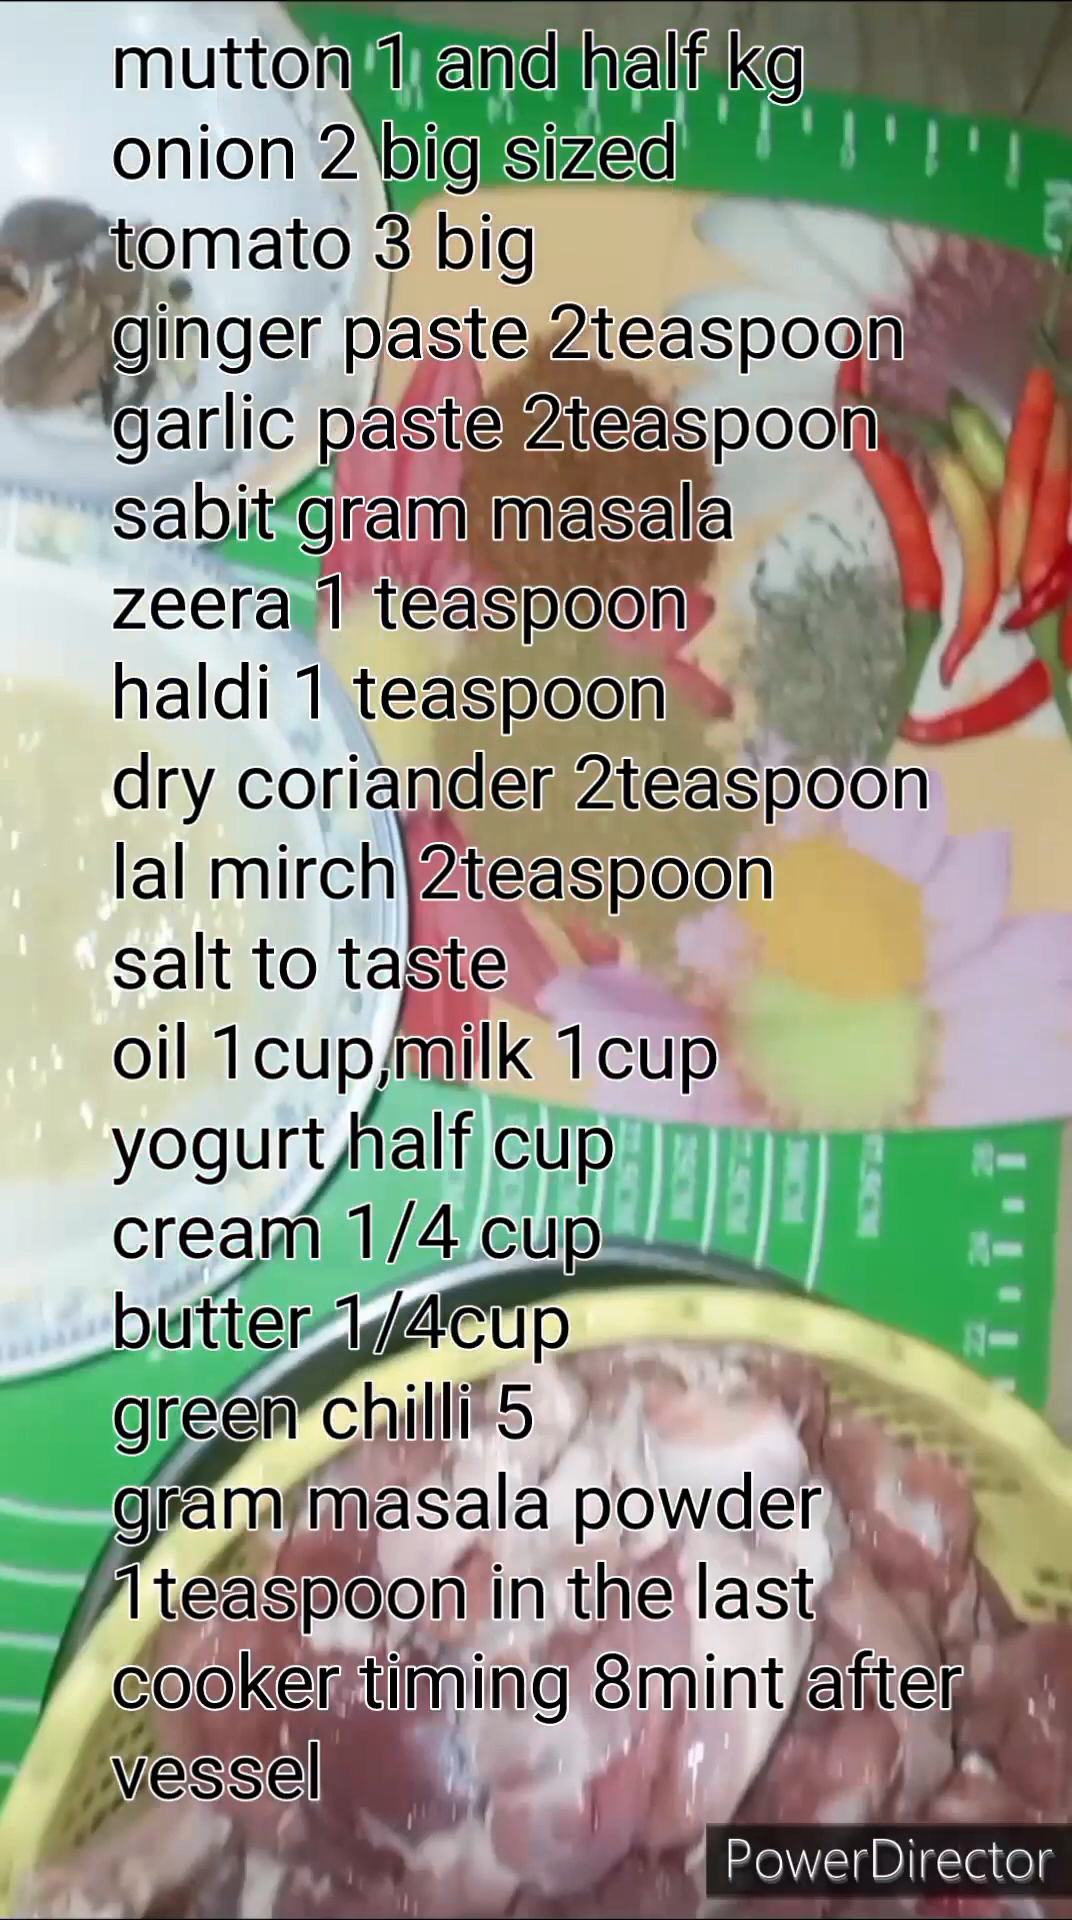 mutton 1 and half kg
onion 2 big sized
tomato 3 big
ginger paste 2teaspoon
garlic paste 2teaspoon
sabit gram masala
zeera 1 teaspoon
haldi 1 teaspoon
dry coriander 2teaspoon
lal mirch 2teaspoon
salt to taste
oil 1cup,milk 1cup
yogurt half cup
cream 1/4 cup
butter 1/4cup
green chilli 5
gram masala powder
1teaspoon in the last
cooker timing 8mint after
vessel
PowerDirector